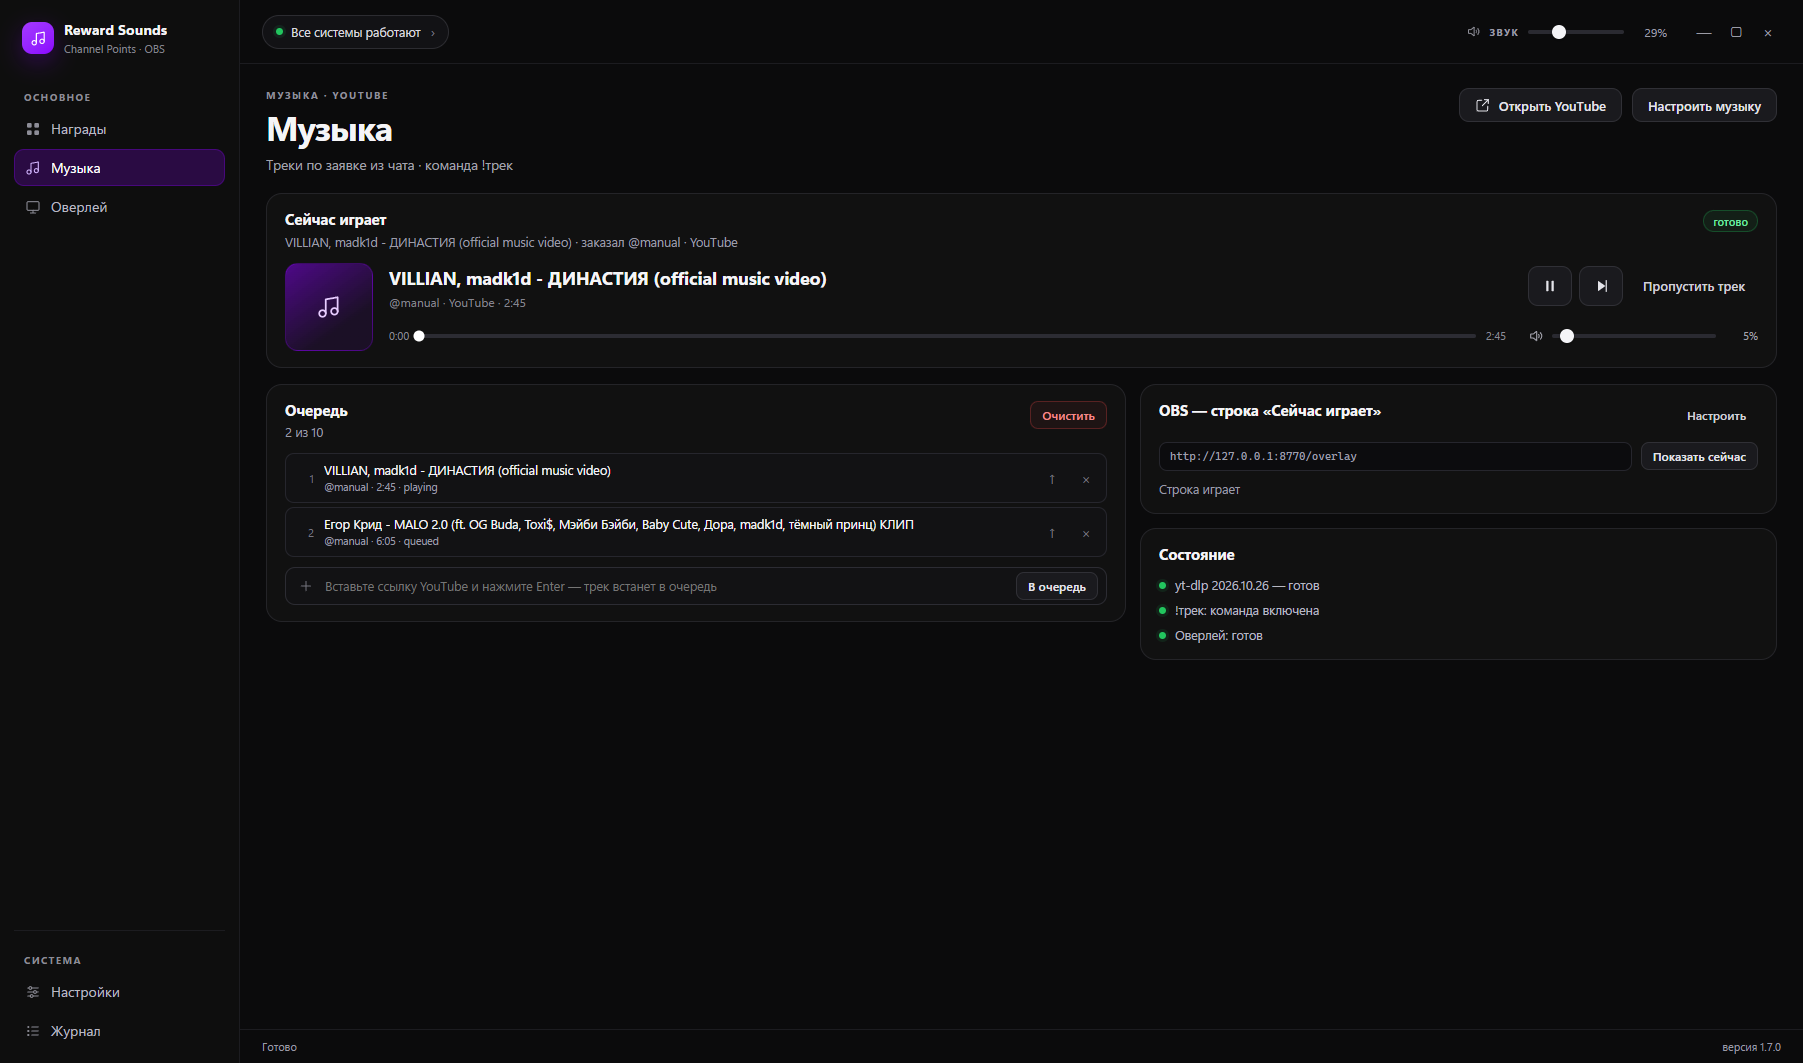 Reward Sounds
Channel Points · OBS
ОСНОВНОЕ
Награды
Музыка
Оверлей
СИСТЕМА
Настройки
Журнал
Все системы работают ›
ЗВУК
29%
МУЗЫКА · YOUTUBE
Музыка
Треки по заявке из чата · команда !трек
Открыть YouTube
Настроить музыку
Сейчас играет
готово
VILLIAN, madk1d - ДИНАСТИЯ (official music video) · заказал @manual · YouTube
VILLIAN, madk1d - ДИНАСТИЯ (official music video)
@manual · YouTube · 2:45
Пропустить трек
0:00
2:45
5%
Очередь
2 из 10
Очистить
1
VILLIAN, madk1d - ДИНАСТИЯ (official music video)
@manual · 2:45 · playing
2
Егор Крид - MALO 2.0 (ft. OG Buda, Toxi$, Мэйби Бэйби, Baby Cute, Дора, madk1d, тёмный принц) КЛИП
@manual · 6:05 · queued
Вставьте ссылку YouTube и нажмите Enter — трек встанет в очередь
В очередь
OBS — строка «Сейчас играет»
Настроить
http://127.0.0.1:8770/overlay
Показать сейчас
Строка играет
Состояние
yt-dlp 2026.10.26 — готов
!трек: команда включена
Оверлей: готов
Готово
версия 1.7.0